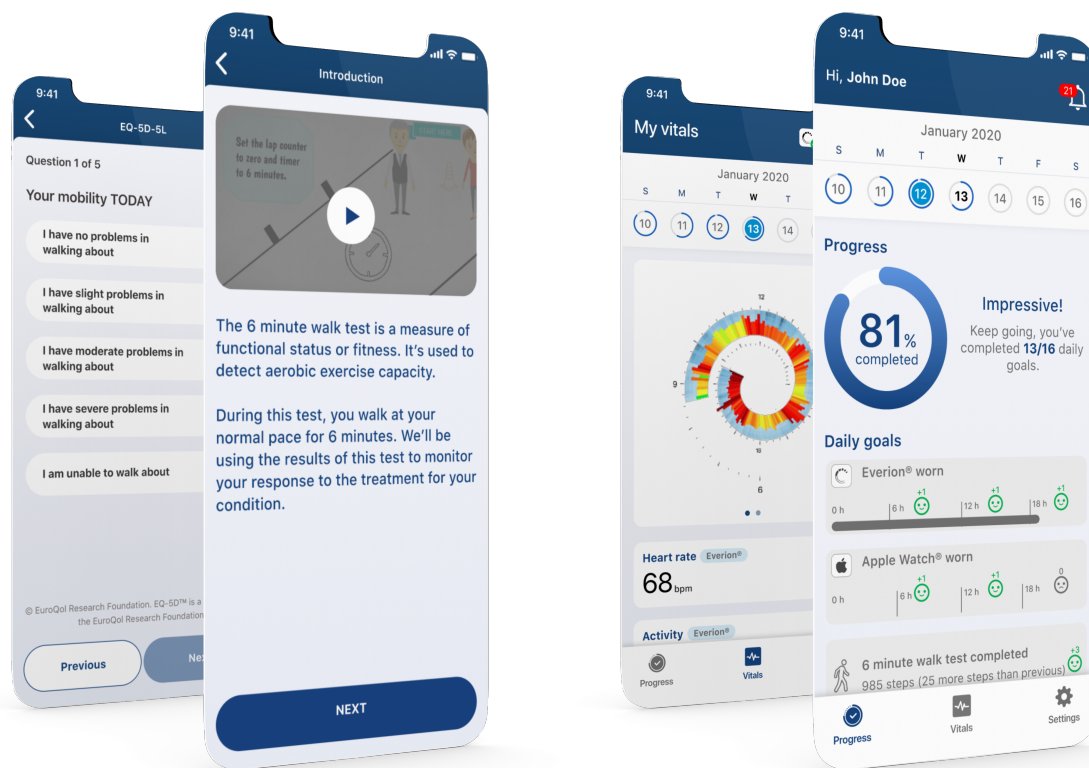 9:41
EQ-5D-5L
Question 1 of 5
Your mobility TODAY
I have no problems in
walking about
I have slight problems in
walking about
I have moderate problems in
walking about
I have severe problems in
walking about
I am unable to walk about
© EuroQol Research Foundation. EQ-5D™ is a
the EuroQol Research Foundation
Previous
9:41
Introduction
Set the lap counter
to zero and timer
to 6 minutes.
START HERE
The 6 minute walk test is a measure of
functional status or fitness. It's used to
detect aerobic exercise capacity.
During this test, you walk at your
normal pace for 6 minutes. We'll be
using the results of this test to monitor
your response to the treatment for your
condition.
NEXT
9:41
My vitals
January 2020
S M T W T
10 11 12 13 14
12
9
6
Heart rate Everion®
68 bpm
Activity Everion®
Progress Vitals
9:41
Hi, John Doe
21
January 2020
S M T W T F S
10 11 12 13 14 15 16
Progress
81%
completed
Impressive!
Keep going, you've
completed 13/16 daily
goals.
Daily goals
Everion® worn
+1 +1 +1
0 h 6 h 12 h 18 h
Apple Watch® worn
+1 +1 0
0 h 6 h 12 h 18 h
6 minute walk test completed
+3
985 steps (25 more steps than previous)
Progress Vitals Settings